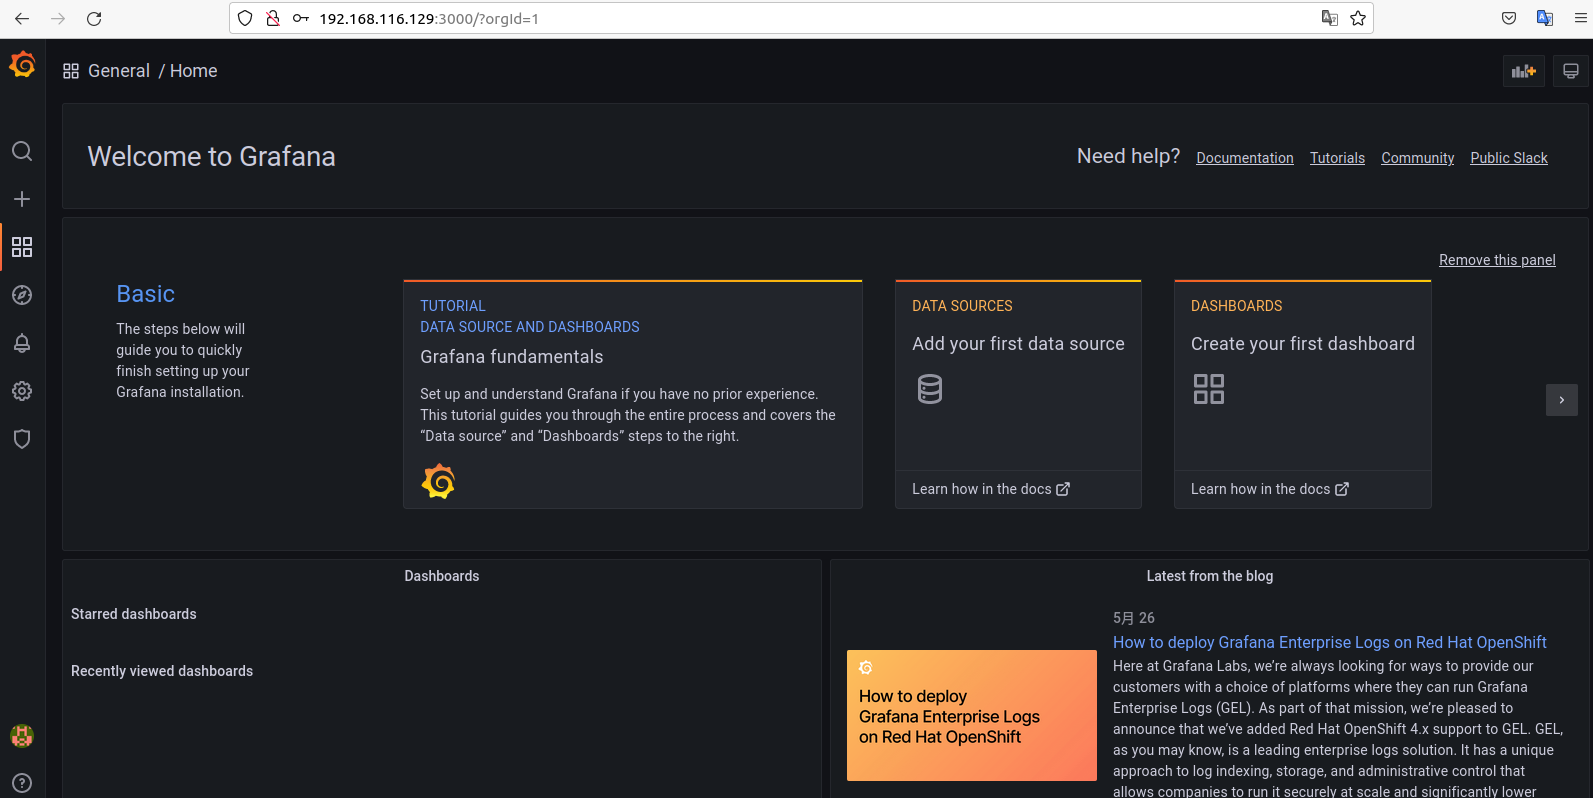 192.168.116.129:3000/?orgId=1
General / Home
Welcome to Grafana
Need help? Documentation Tutorials Community Public Slack
Remove this panel
Basic
The steps below will
guide you to quickly
finish setting up your
Grafana installation.
TUTORIAL
DATA SOURCE AND DASHBOARDS
Grafana fundamentals
Set up and understand Grafana if you have no prior experience.
This tutorial guides you through the entire process and covers the
“Data source” and “Dashboards” steps to the right.
DATA SOURCES
Add your first data source
Learn how in the docs
DASHBOARDS
Create your first dashboard
Learn how in the docs
Dashboards
Starred dashboards
Recently viewed dashboards
Latest from the blog
5月 26
How to deploy Grafana Enterprise Logs on Red Hat OpenShift
How to deploy
Grafana Enterprise Logs
on Red Hat OpenShift
Here at Grafana Labs, we’re always looking for ways to provide our
customers with a choice of platforms where they can run Grafana
Enterprise Logs (GEL). As part of that mission, we’re pleased to
announce that we’ve added Red Hat OpenShift 4.x support to GEL. GEL,
as you may know, is a leading enterprise logs solution. It has a unique
approach to log indexing, storage, and administrative control that
allows companies to run it securely at scale and significantly lower